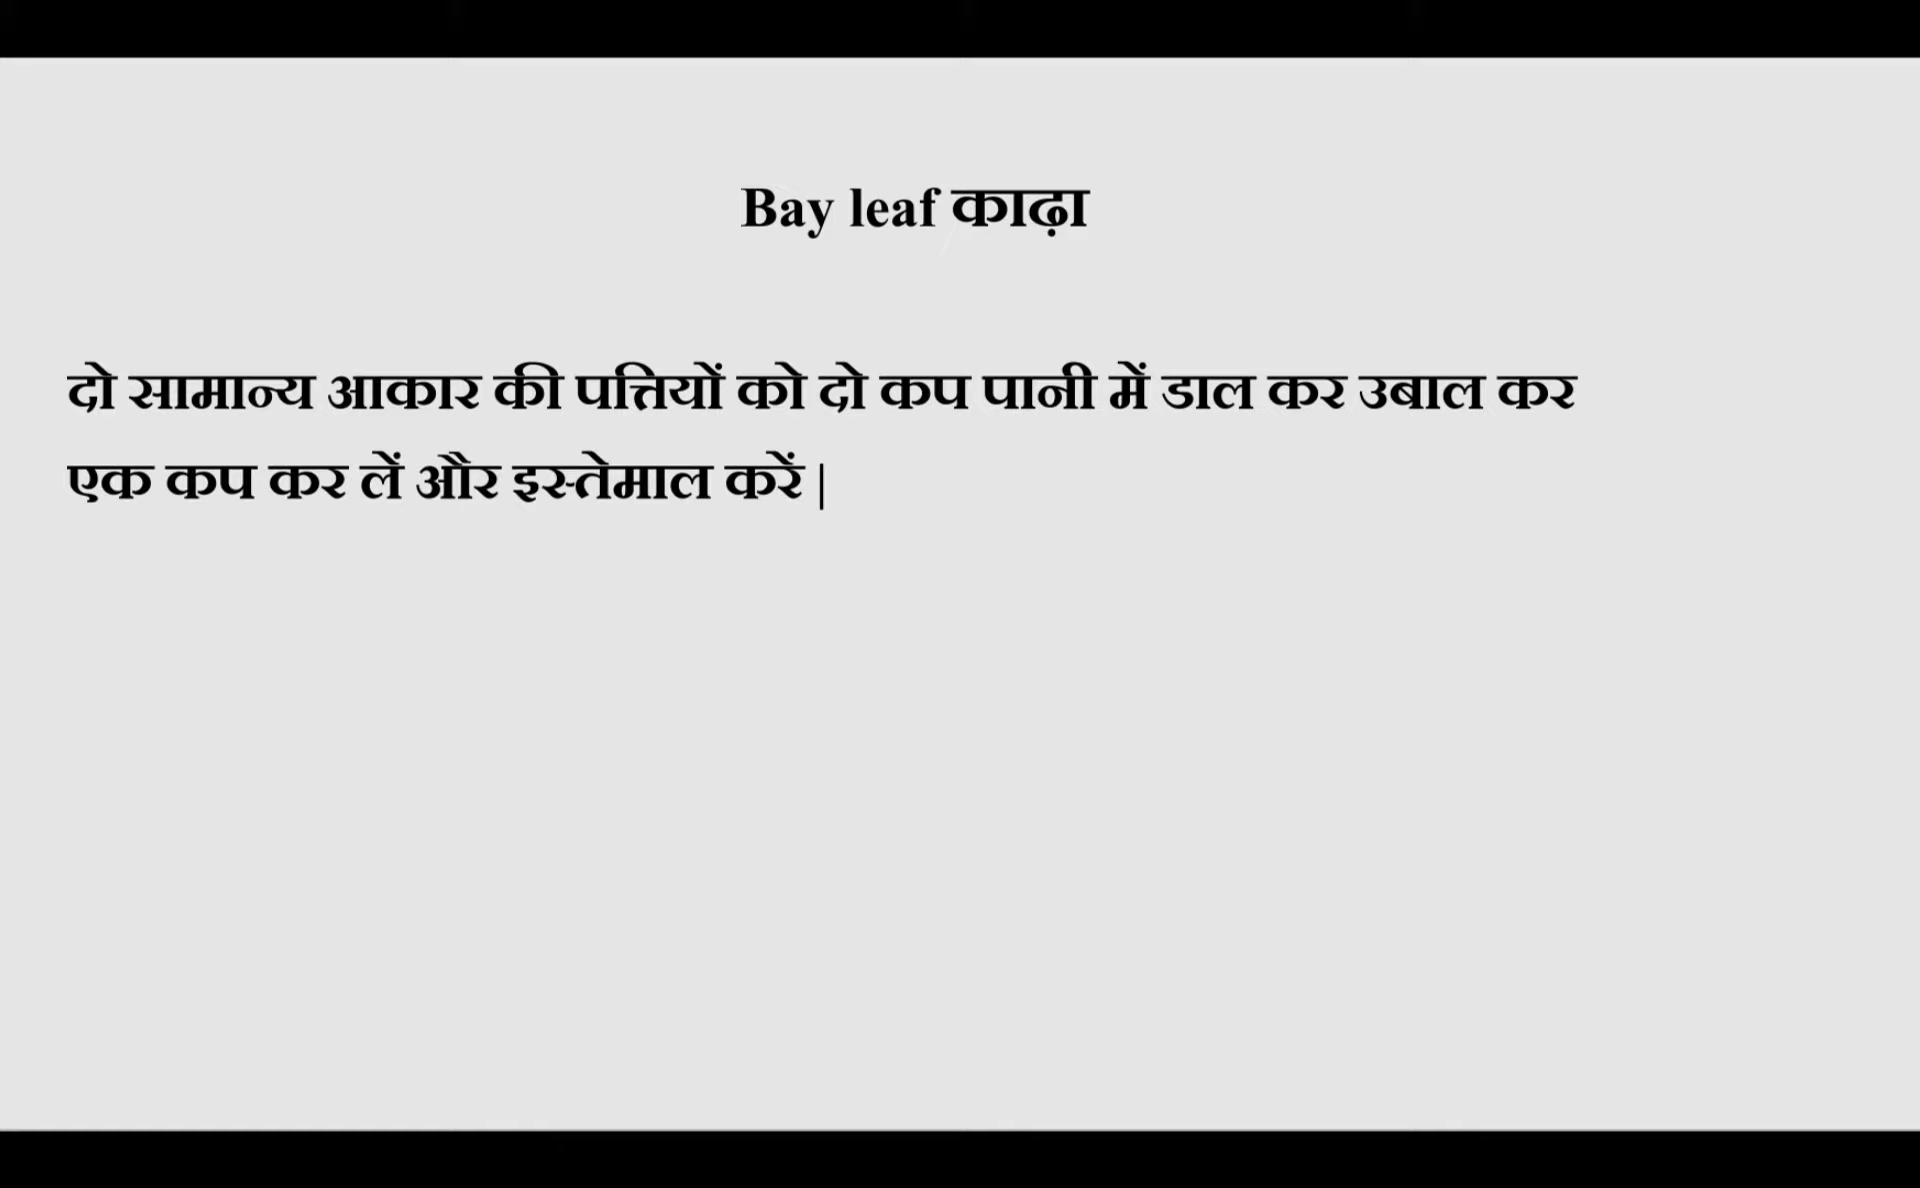 Bay leaf काढ़ा
दो सामान्य आकार की पत्तियों को दो कप पानी में डाल कर उबाल कर
एक कप कर लें और इस्तेमाल करें |